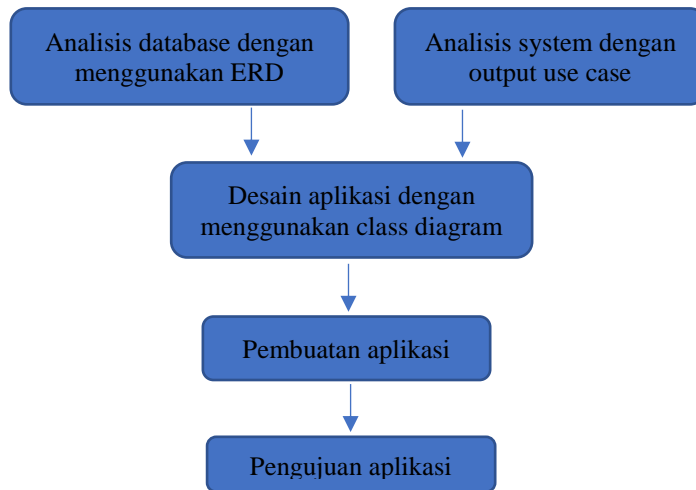 Analisis database dengan
menggunakan ERD
Analisis system dengan
output use case
Desain aplikasi dengan
menggunakan class diagram
Pembuatan aplikasi
Pengujuan aplikasi